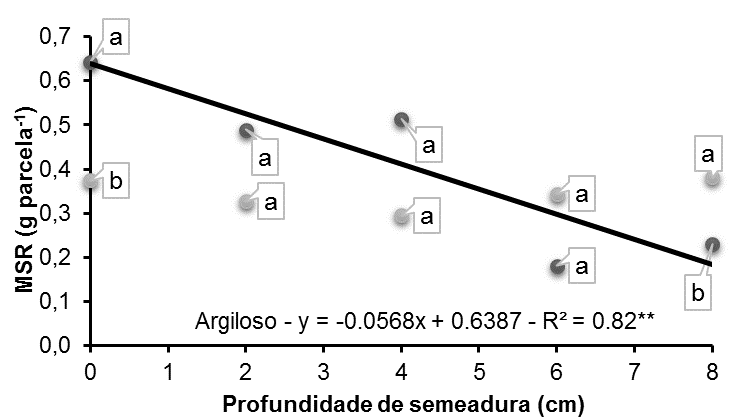 0,7
0,6
0,5
0,4
0,3
0,2
0,1
0,0
MSR (g parcela⁻¹)
a
a
a
a
b
a
a
a
a
b
Argiloso - y = -0.0568x + 0.6387 - R² = 0.82**
0 1 2 3 4 5 6 7 8
Profundidade de semeadura (cm)